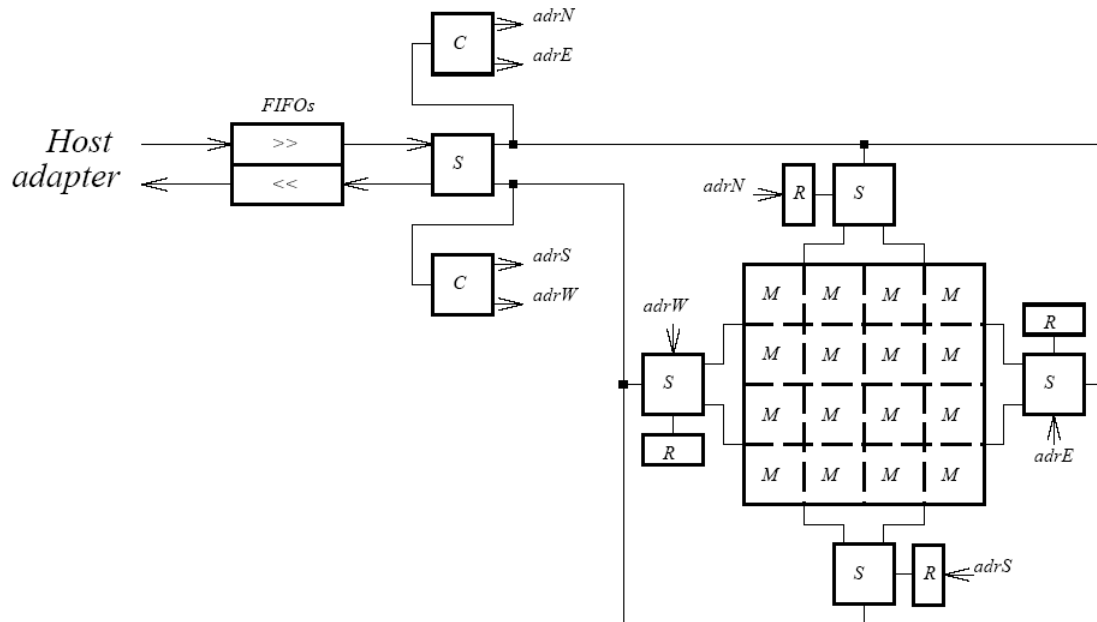 adrN
C
adrE
FIFOs
Host
adapter
>>
<<
S
adrN
R
S
adrS
C
adrW
M M M M
adrW
R
M M M M
S
S
M M M M
R
adrE
M M M M
S
R
adrS